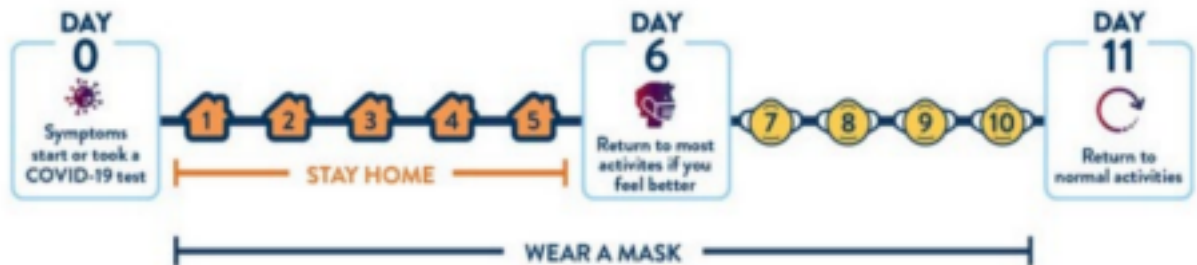 DAY
0
Symptoms
start or took a
COVID-19 test
1
2
3
4
5
STAY HOME
DAY
6
Return to most
activites if you
feel better
7
8
9
10
DAY
11
Return to
normal activities
WEAR A MASK